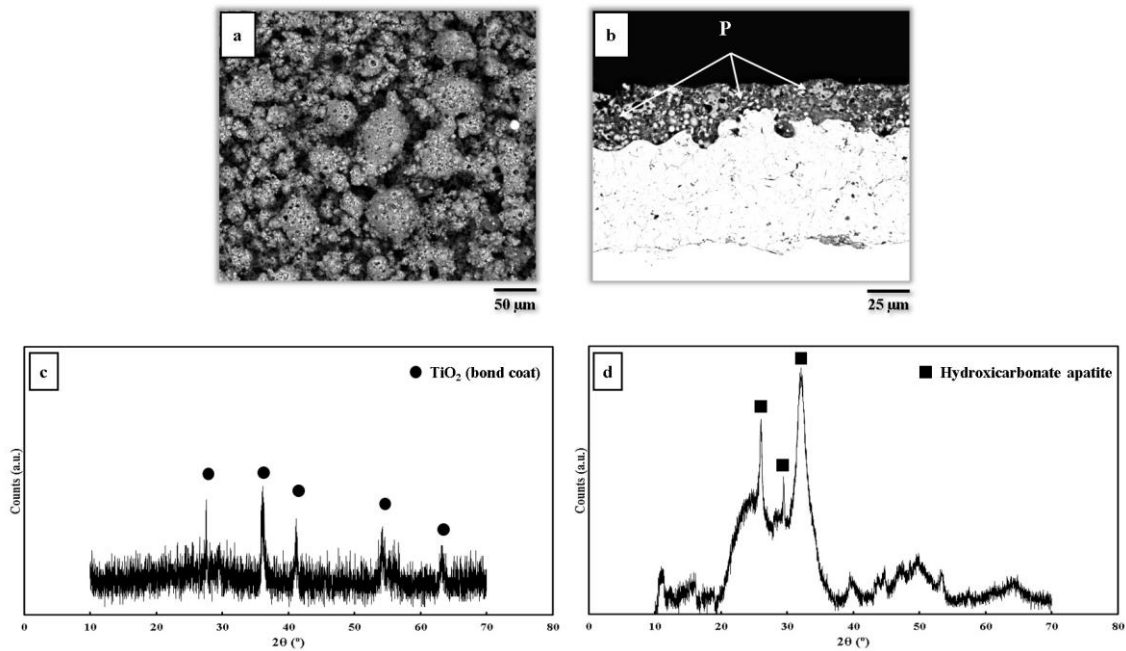 a
b
P
50 µm
25 µm
c
● TiO₂ (bond coat)
Counts (a.u.)
0 10 20 30 40 50 60 70 80
2Θ (º)
d
■ Hydroxicarbonate apatite
Counts (a.u.)
0 10 20 30 40 50 60 70 80
2Θ (º)